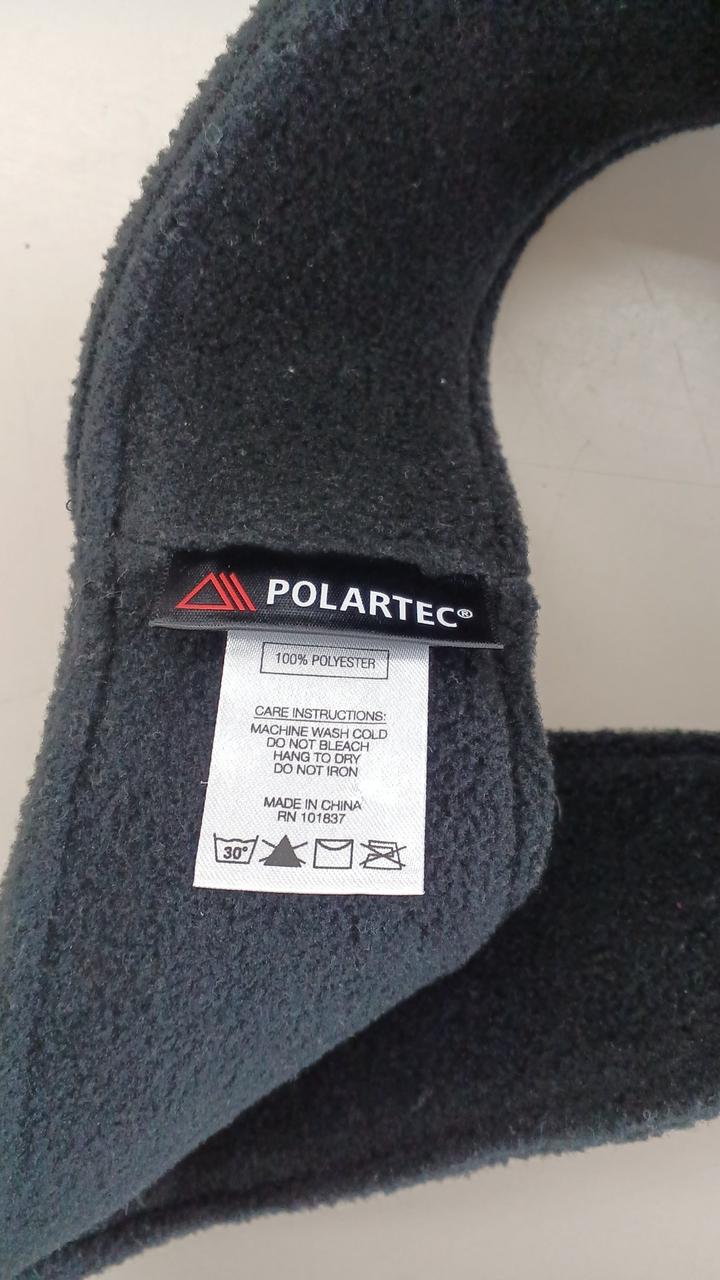 POLARTEC®
100% POLYESTER
CARE INSTRUCTIONS:
MACHINE WASH COLD
DO NOT BLEACH
HANG TO DRY
DO NOT IRON
MADE IN CHINA
RN 101837
30°